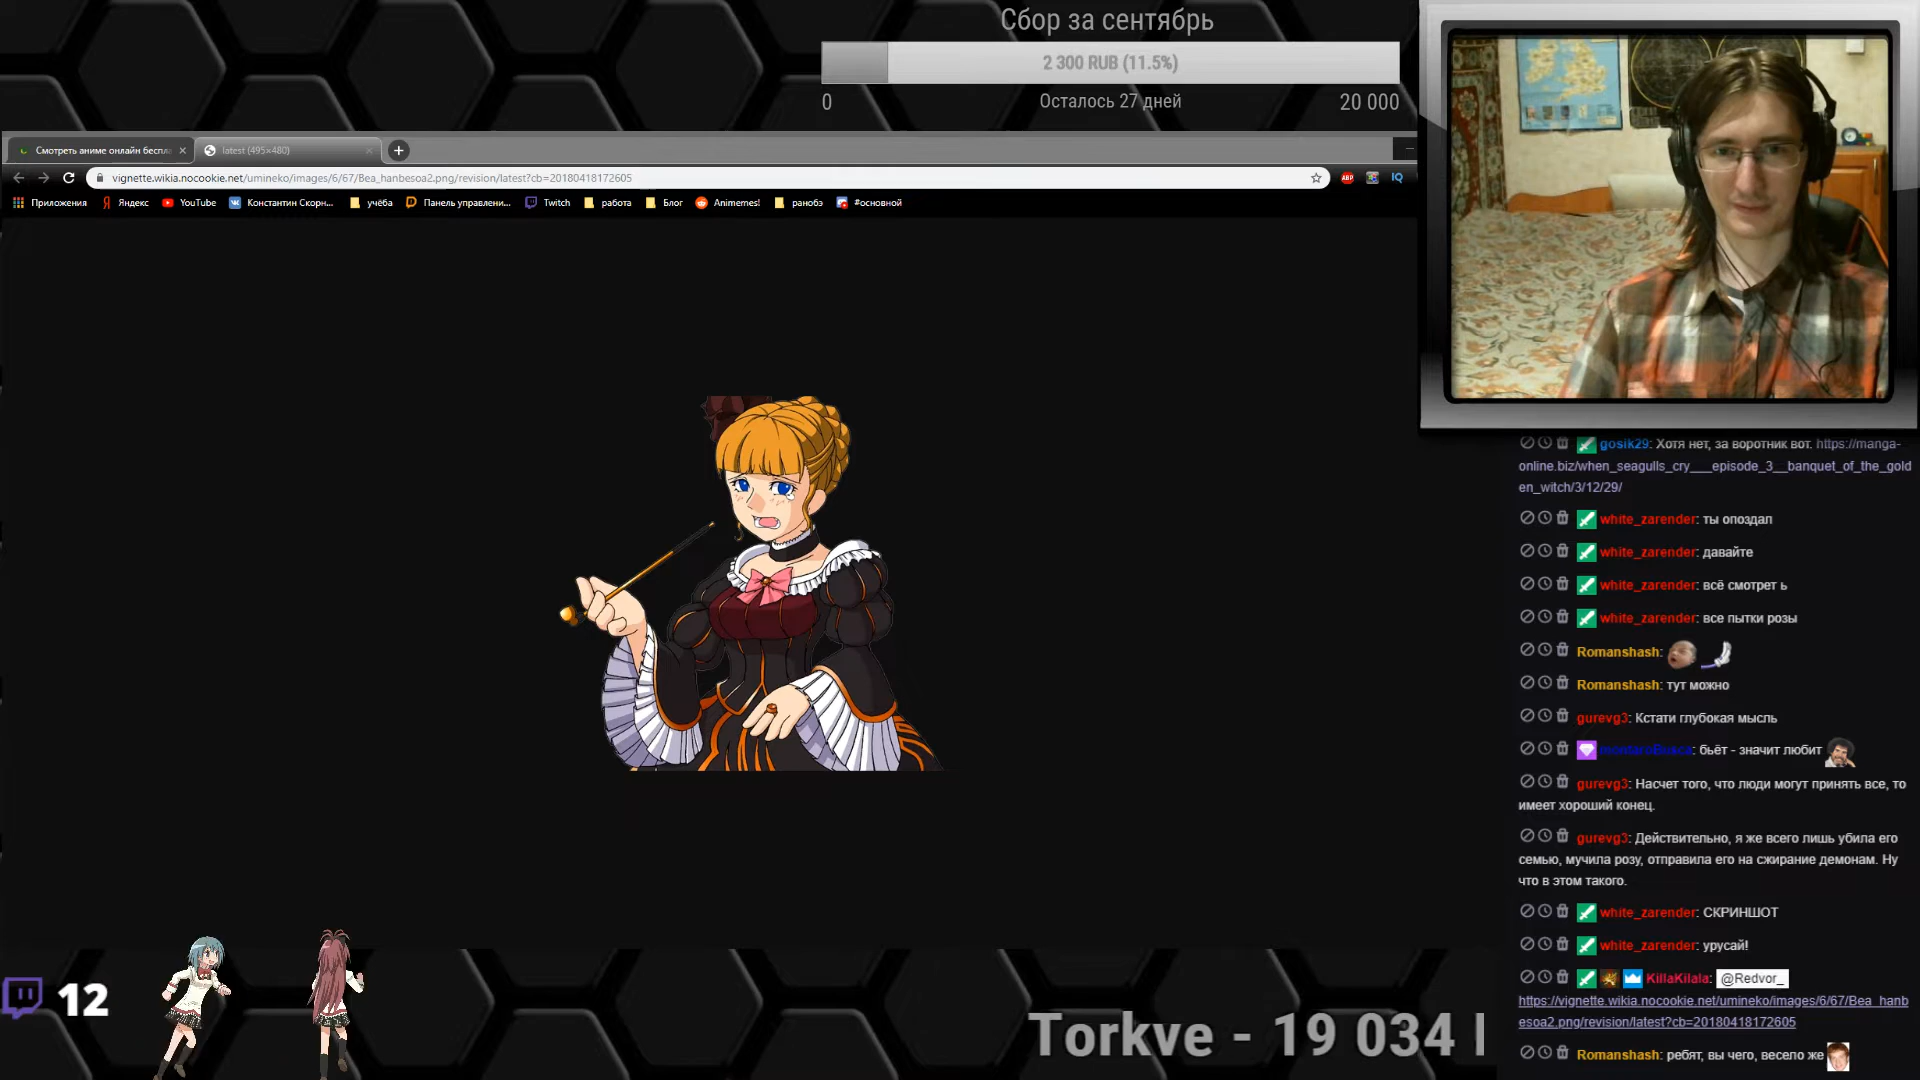 Сбор за сентябрь
2 300 RUB (11.5%)
0
Осталось 27 дней
20 000
Смотреть аниме онлайн беспл
latest (495×480)
vignette.wikia.nocookie.net/umineko/images/6/67/Bea_hanbesoa2.png/revision/latest?cb=20180418172605
ABP
IQ
Приложения
Яндекс
YouTube
Константин Скорн...
учёба
Панель управлени...
Twitch
работа
Блог
Animemes!
ранобэ
#основной
gosik29: Хотя нет, за воротник вот. https://manga-
online.biz/when_seagulls_cry___episode_3__banquet_of_the_gold
en_witch/3/12/29/
white_zarender: ты опоздал
white_zarender: давайте
white_zarender: всё смотрет ь
white_zarender: все пытки розы
Romanshash:
Romanshash: тут можно
gurevg3: Кстати глубокая мысль
: бьёт - значит любит
gurevg3: Насчет того, что люди могут принять все, то
имеет хороший конец.
gurevg3: Действительно, я же всего лишь убила его
семью, мучила розу, отправила его на сжирание демонам. Ну
что в этом такого.
white_zarender: СКРИНШОТ
white_zarender: урусай!
KillaKilala: @Redvor_
https://vignette.wikia.nocookie.net/umineko/images/6/67/Bea_hanb
esoa2.png/revision/latest?cb=20180418172605
Romanshash: ребят, вы чего, весело же
12
Torkve - 19 034